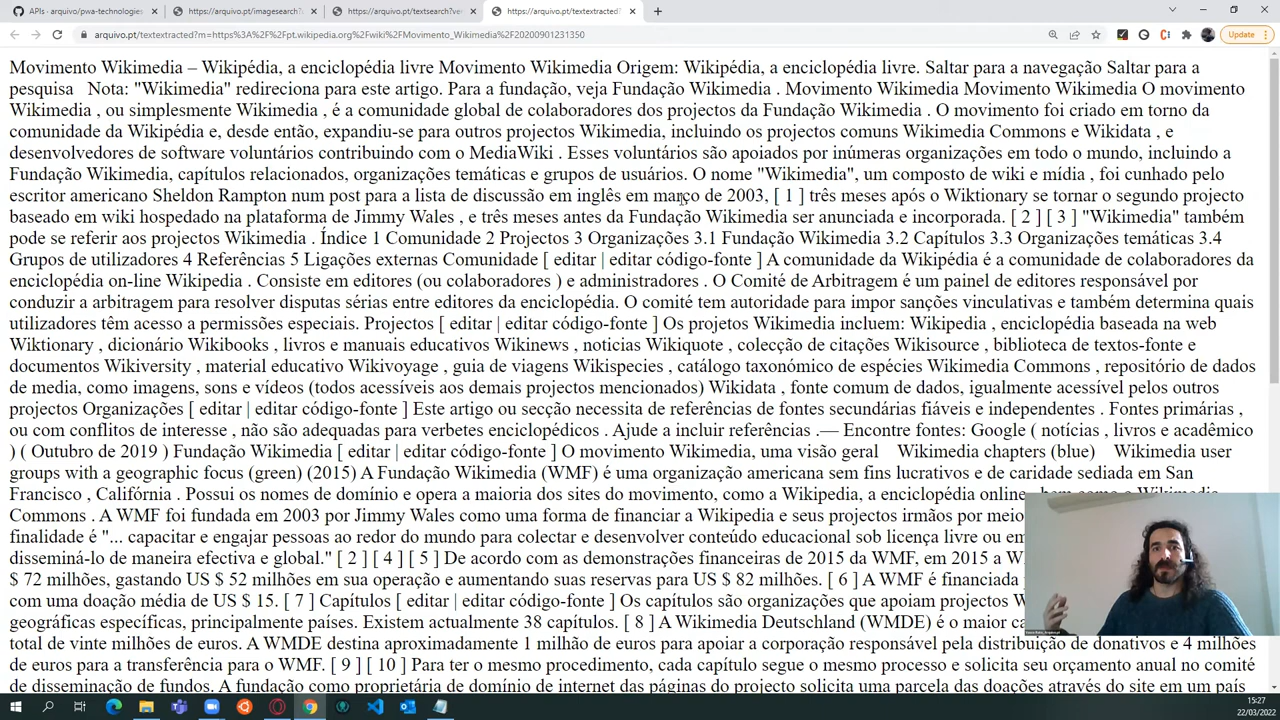 APIs · arquivo/pwa-technologies
https://arquivo.pt/imagesearch?
https://arquivo.pt/textsearch?ve
https://arquivo.pt/textextracted?
arquivo.pt/textextracted?m=https%3A%2F%2Fpt.wikipedia.org%2Fwiki%2FMovimento_Wikimedia%2F20200901231350
Update
Movimento Wikimedia – Wikipédia, a enciclopédia livre Movimento Wikimedia Origem: Wikipédia, a enciclopédia livre. Saltar para a navegação Saltar para a
pesquisa Nota: "Wikimedia" redireciona para este artigo. Para a fundação, veja Fundação Wikimedia . Movimento Wikimedia Movimento Wikimedia O movimento
Wikimedia , ou simplesmente Wikimedia , é a comunidade global de colaboradores dos projectos da Fundação Wikimedia . O movimento foi criado em torno da
comunidade da Wikipédia e, desde então, expandiu-se para outros projectos Wikimedia, incluindo os projectos comuns Wikimedia Commons e Wikidata , e
desenvolvedores de software voluntários contribuindo com o MediaWiki . Esses voluntários são apoiados por inúmeras organizações em todo o mundo, incluindo a
Fundação Wikimedia, capítulos relacionados, organizações temáticas e grupos de usuários. O nome "Wikimedia", um composto de wiki e mídia , foi cunhado pelo
escritor americano Sheldon Rampton num post para a lista de discussão em inglês em março de 2003, [ 1 ] três meses após o Wiktionary se tornar o segundo projecto
baseado em wiki hospedado na plataforma de Jimmy Wales , e três meses antes da Fundação Wikimedia ser anunciada e incorporada. [ 2 ] [ 3 ] "Wikimedia" também
pode se referir aos projectos Wikimedia . Índice 1 Comunidade 2 Projectos 3 Organizações 3.1 Fundação Wikimedia 3.2 Capítulos 3.3 Organizações temáticas 3.4
Grupos de utilizadores 4 Referências 5 Ligações externas Comunidade [ editar | editar código-fonte ] A comunidade da Wikipédia é a comunidade de colaboradores da
enciclopédia on-line Wikipedia . Consiste em editores (ou colaboradores ) e administradores . O Comité de Arbitragem é um painel de editores responsável por
conduzir a arbitragem para resolver disputas sérias entre editores da enciclopédia. O comité tem autoridade para impor sanções vinculativas e também determina quais
utilizadores têm acesso a permissões especiais. Projectos [ editar | editar código-fonte ] Os projetos Wikimedia incluem: Wikipedia , enciclopédia baseada na web
Wiktionary , dicionário Wikibooks , livros e manuais educativos Wikinews , noticias Wikiquote , colecção de citações Wikisource , biblioteca de textos-fonte e
documentos Wikiversity , material educativo Wikivoyage , guia de viagens Wikispecies , catálogo taxonómico de espécies Wikimedia Commons , repositório de dados
de media, como imagens, sons e vídeos (todos acessíveis aos demais projectos mencionados) Wikidata , fonte comum de dados, igualmente acessível pelos outros
projectos Organizações [ editar | editar código-fonte ] Este artigo ou secção necessita de referências de fontes secundárias fiáveis e independentes . Fontes primárias ,
ou com conflitos de interesse , não são adequadas para verbetes enciclopédicos . Ajude a incluir referências .— Encontre fontes: Google ( notícias , livros e acadêmico
) ( Outubro de 2019 ) Fundação Wikimedia [ editar | editar código-fonte ] O movimento Wikimedia, uma visão geral Wikimedia chapters (blue) Wikimedia user
groups with a geographic focus (green) (2015) A Fundação Wikimedia (WMF) é uma organização americana sem fins lucrativos e de caridade sediada em San
Francisco , Califórnia . Possui os nomes de domínio e opera a maioria dos sites do movimento, como a Wikipedia, a enciclopédia online, bem como o Wikimedia
Commons . A WMF foi fundada em 2003 por Jimmy Wales como uma forma de financiar a Wikipedia e seus projectos irmãos por meio
finalidade é "... capacitar e engajar pessoas ao redor do mundo para colectar e desenvolver conteúdo educacional sob licença livre ou em
disseminá-lo de maneira efectiva e global." [ 2 ] [ 4 ] [ 5 ] De acordo com as demonstrações financeiras de 2015 da WMF, em 2015 a
$ 72 milhões, gastando US $ 52 milhões em sua operação e aumentando suas reservas para US $ 82 milhões. [ 6 ] A WMF é financiada
com uma doação média de US $ 15. [ 7 ] Capítulos [ editar | editar código-fonte ] Os capítulos são organizações que apoiam projectos
geográficas específicas, principalmente países. Existem actualmente 38 capítulos. [ 8 ] A Wikimedia Deutschland (WMDE) é o maior
total de vinte milhões de euros. A WMDE destina aproximadamente 1 milhão de euros para apoiar a corporação responsável pela distribuição de donativos e 4 milhões
de euros para a transferência para o WMF. [ 9 ] [ 10 ] Para ter o mesmo procedimento, cada capítulo segue o mesmo processo e solicita seu orçamento anual no comité
de disseminação de fundos. A fundação como proprietária de domínio de internet das páginas do projecto solicita uma parcela das doações através do site em um país
15:27
22/03/2022